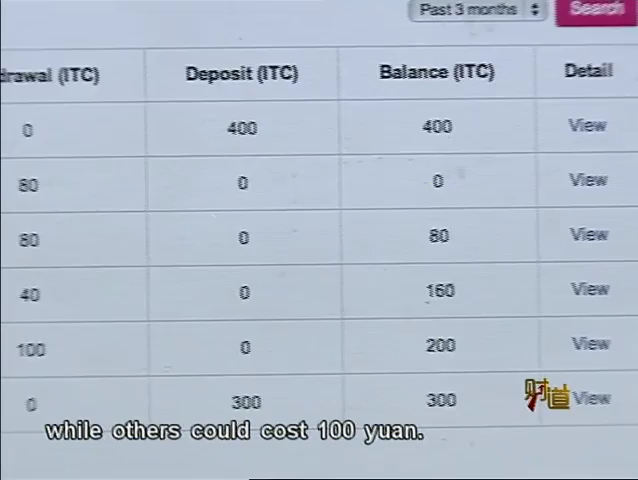 Past 3 months Search
drawal (ITC) Deposit (ITC) Balance (ITC) Detail
0 400 400 View
80 0 0 View
80 0 80 View
40 0 160 View
100 0 200 View
0 300 300 View
财道
while others could cost 100 yuan.